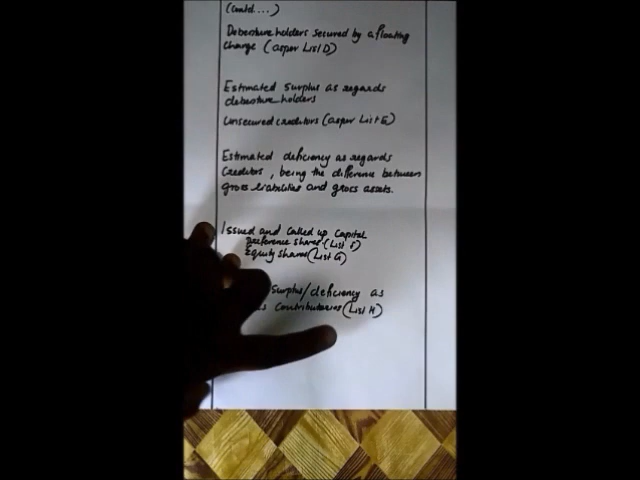 (Contd....)
Debenture holders secured by a floating
charge (as per List D)
Estimated surplus as regards
debenture holders
Unsecured creditors (as per List E)
Estimated deficiency as regards
Creditors, being the difference between
gross liabilities and gross assets.
Issued and Called up Capital
Preference shares (List F)
Equity shares (List G)
surplus/deficiency as
contributories (List H)